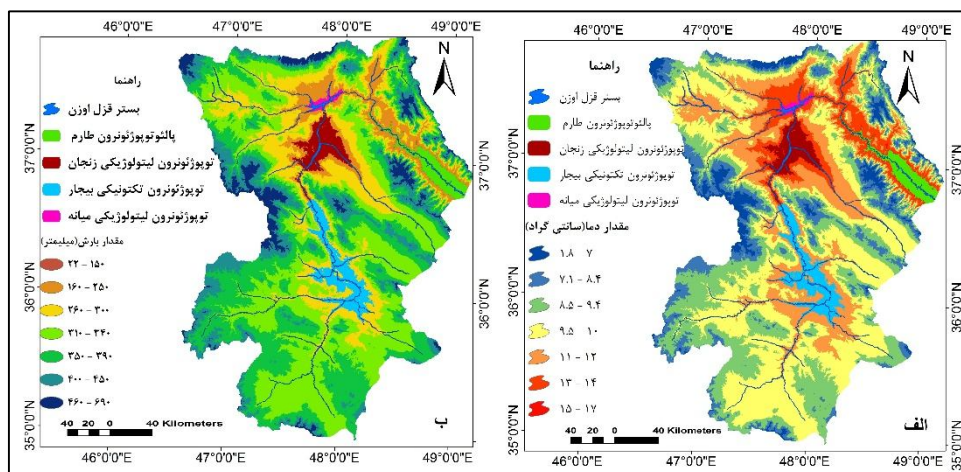 46°0'0"E 47°0'0"E 48°0'0"E 49°0'0"E
N
راهنما
بستر قزل اوزن
پالئوتوپوژئونرون طارم
توپوژئونرون لیتولوژیکی زنجان
توپوژئونرون تکتونیکی بیجار
توپوژئونرون لیتولوژیکی میانه
مقدار بارش(میلیمتر)
۲۲ - ۱۵۰
۱۶۰ - ۲۵۰
۲۶۰ - ۳۰۰
۳۱۰ - ۳۴۰
۳۵۰ - ۳۹۰
۴۰۰ - ۴۵۰
۴۶۰ - ۶۹۰
40 20 0 40 Kilometers
ب
37°0'0"N
36°0'0"N
35°0'0"N
37°0'0"N
36°0'0"N
46°0'0"E 47°0'0"E 48°0'0"E 49°0'0"E
46°0'0"E 47°0'0"E 48°0'0"E 49°0'0"E
N
راهنما
بستر قزل اوزن
پالئوتوپوژئونرون طارم
توپوژئونرون لیتولوژیکی زنجان
توپوژئونرون تکتونیکی بیجار
توپوژئونرون لیتولوژیکی میانه
مقدار دما(سانتی گراد)
۱.۸ - ۷
۷.۱ - ۸.۴
۸.۵ - ۹.۴
۹.۵ - ۱۰
۱۱ - ۱۲
۱۳ - ۱۴
۱۵ - ۱۷
40 20 0 40 Kilometers
الف
37°0'0"N
36°0'0"N
35°0'0"N
37°0'0"N
36°0'0"N
46°0'0"E 47°0'0"E 48°0'0"E 49°0'0"E